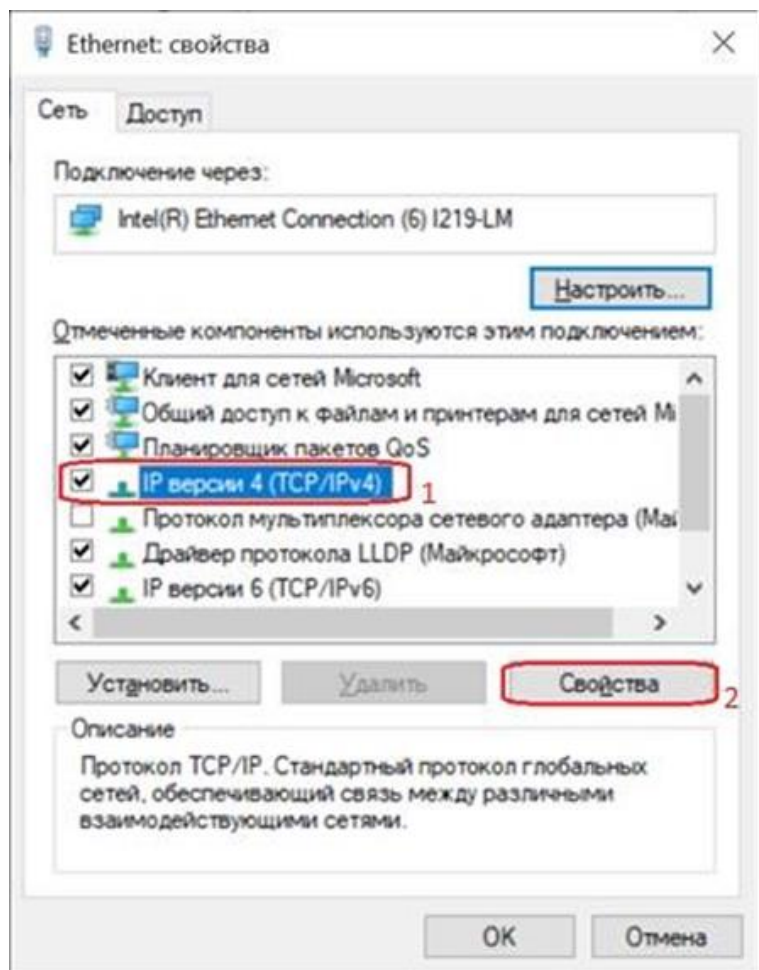 Ethernet: свойства
Сеть Доступ
Подключение через:
Intel(R) Ethernet Connection (6) I219-LM
Настроить...
Отмеченные компоненты используются этим подключением:
Клиент для сетей Microsoft
Общий доступ к файлам и принтерам для сетей Mi
Планировщик пакетов QoS
IP версии 4 (TCP/IPv4) 1
Протокол мультиплексора сетевого адаптера (Май
Драйвер протокола LLDP (Майкрософт)
IP версии 6 (TCP/IPv6)
Установить... Удалить Свойства 2
Описание
Протокол TCP/IP. Стандартный протокол глобальных
сетей, обеспечивающий связь между различными
взаимодействующими сетями.
OK Отмена